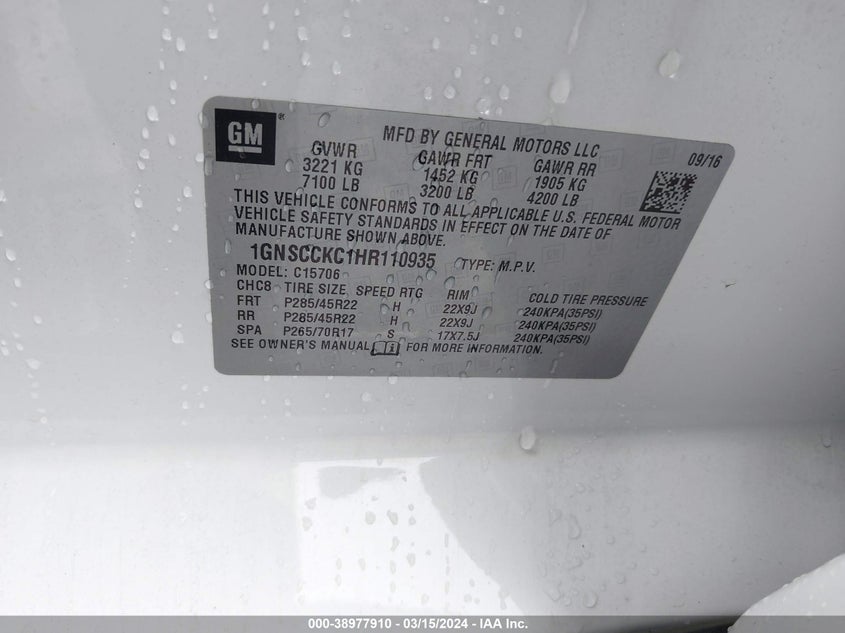 GM ®
MFD BY GENERAL MOTORS LLC 09/16
GVWR GAWR FRT GAWR RR
3221 KG 1452 KG 1905 KG
7100 LB 3200 LB 4200 LB
THIS VEHICLE CONFORMS TO ALL APPLICABLE U.S. FEDERAL MOTOR
VEHICLE SAFETY STANDARDS IN EFFECT ON THE DATE OF
MANUFACTURE SHOWN ABOVE.
1GNSCCKC1HR110935 TYPE: M.P.V.
MODEL: C15706
CHC8 TIRE SIZE SPEED RTG RIM COLD TIRE PRESSURE
FRT P285/45R22 H 22X9J 240KPA(35PSI)
RR P285/45R22 H 22X9J 240KPA(35PSI)
SPA P265/70R17 S 17X7.5J 240KPA(35PSI)
SEE OWNER'S MANUAL i FOR MORE INFORMATION.
000-38977910 - 03/15/2024 - IAA Inc.